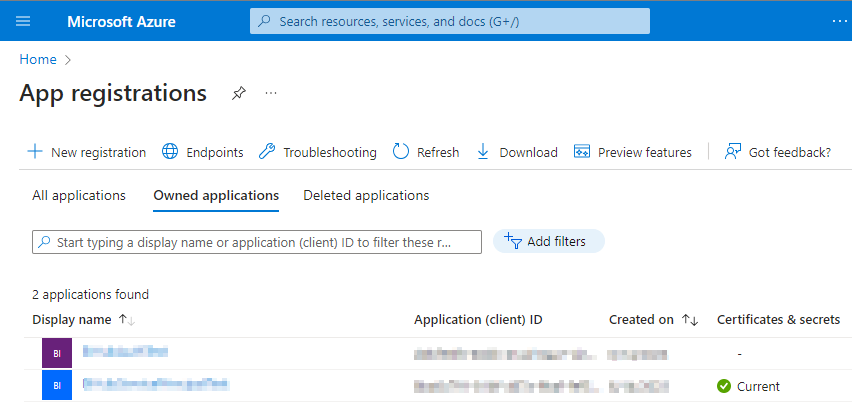 Microsoft Azure
Search resources, services, and docs (G+/)
Home
App registrations
New registration Endpoints Troubleshooting Refresh Download Preview features Got feedback?
All applications Owned applications Deleted applications
Start typing a display name or application (client) ID to filter these r... Add filters
2 applications found
Display name Application (client) ID Created on Certificates & secrets
BI -
BI Current